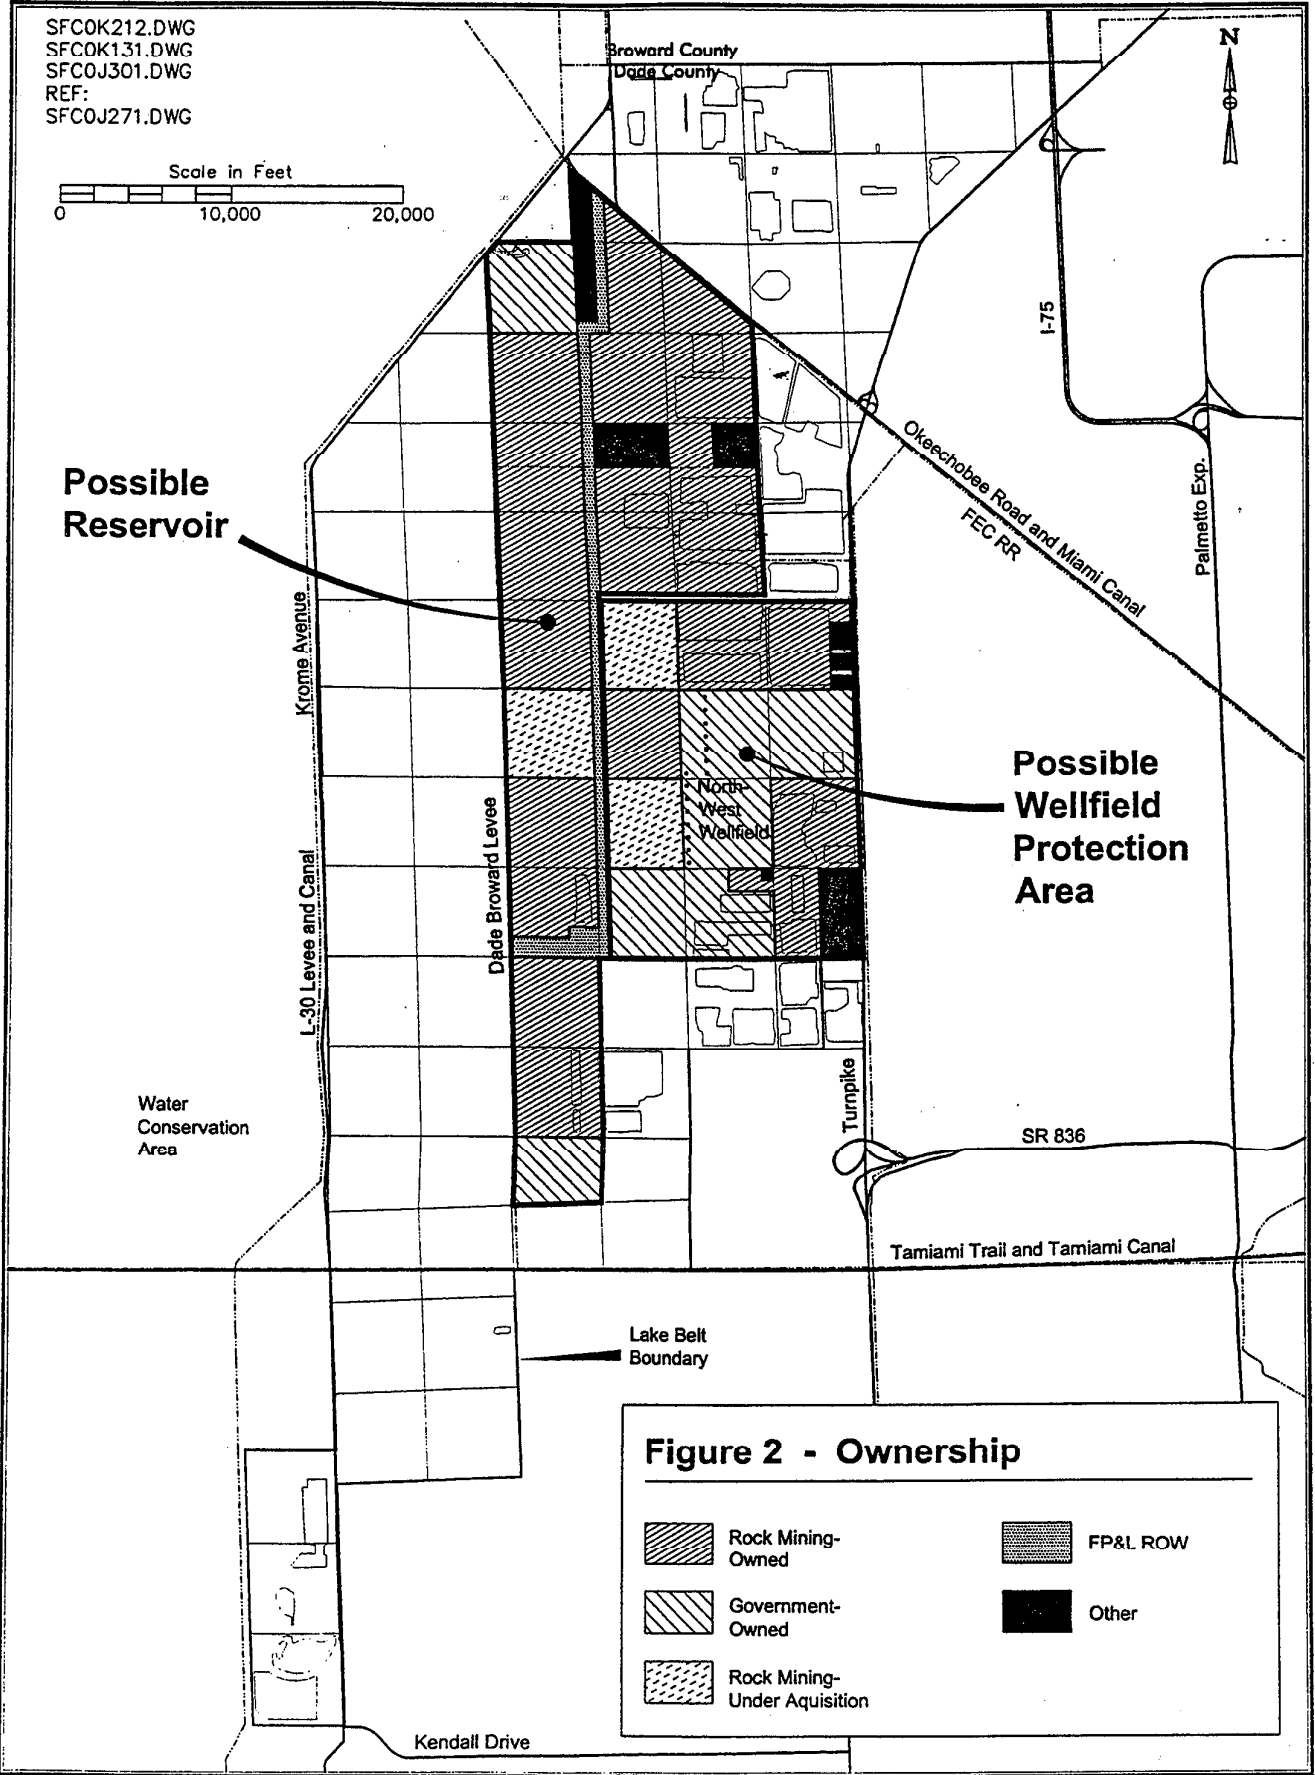 SFC0K212.DWG
SFC0K131.DWG
SFC0J301.DWG
REF:
SFC0J271.DWG
Scale in Feet
0 10,000 20,000
Broward County
Dade County
N
I-75
Possible
Reservoir
Okeechobee Road and Miami Canal
FEC RR
Palmetto Exp.
Krome Avenue
L-30 Levee and Canal
Dade Broward Levee
North-
West
Wellfield
Possible
Wellfield
Protection
Area
Water
Conservation
Area
Turnpike
SR 836
Tamiami Trail and Tamiami Canal
Lake Belt
Boundary
Figure 2 - Ownership
Rock Mining-
Owned
FP&L ROW
Government-
Owned
Other
Rock Mining-
Under Aquisition
Kendall Drive